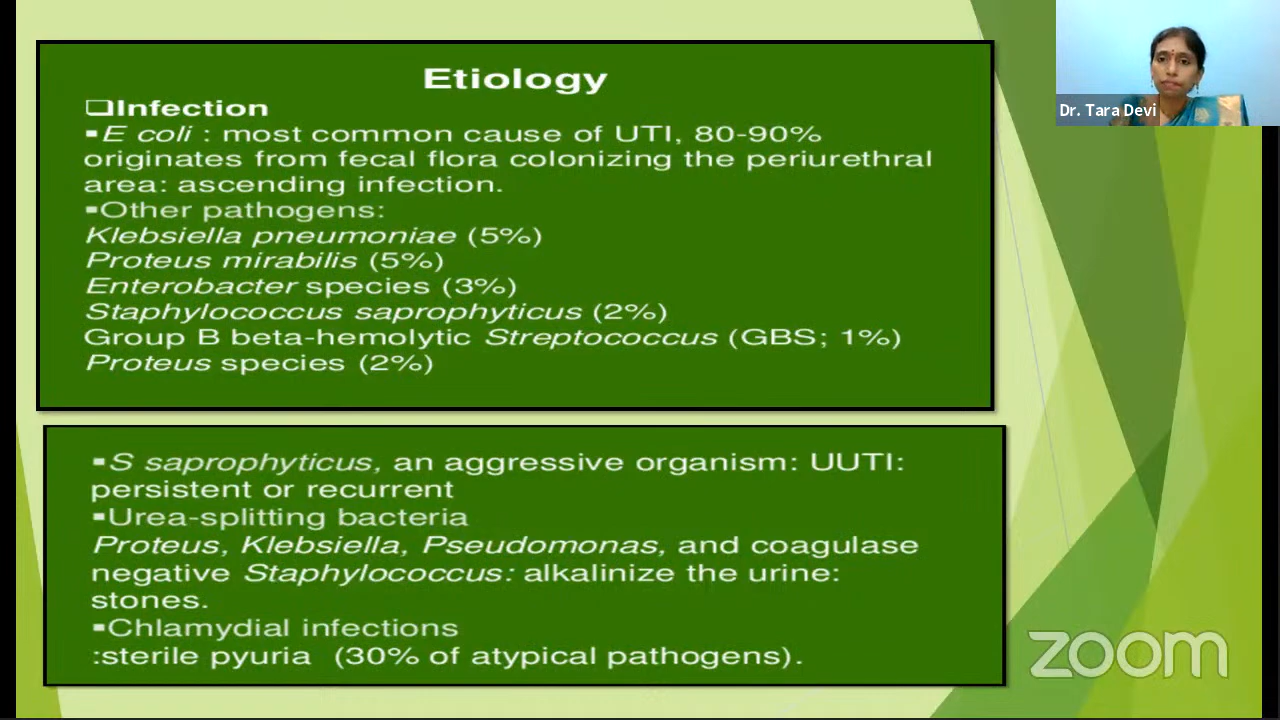 Etiology
❑Infection
▪E coli : most common cause of UTI, 80-90%
originates from fecal flora colonizing the periurethral
area: ascending infection.
▪Other pathogens:
Klebsiella pneumoniae (5%)
Proteus mirabilis (5%)
Enterobacter species (3%)
Staphylococcus saprophyticus (2%)
Group B beta-hemolytic Streptococcus (GBS; 1%)
Proteus species (2%)
▪S saprophyticus, an aggressive organism: UUTI:
persistent or recurrent
▪Urea-splitting bacteria
Proteus, Klebsiella, Pseudomonas, and coagulase
negative Staphylococcus: alkalinize the urine:
stones.
▪Chlamydial infections
:sterile pyuria (30% of atypical pathogens).
Dr. Tara Devi
zoom